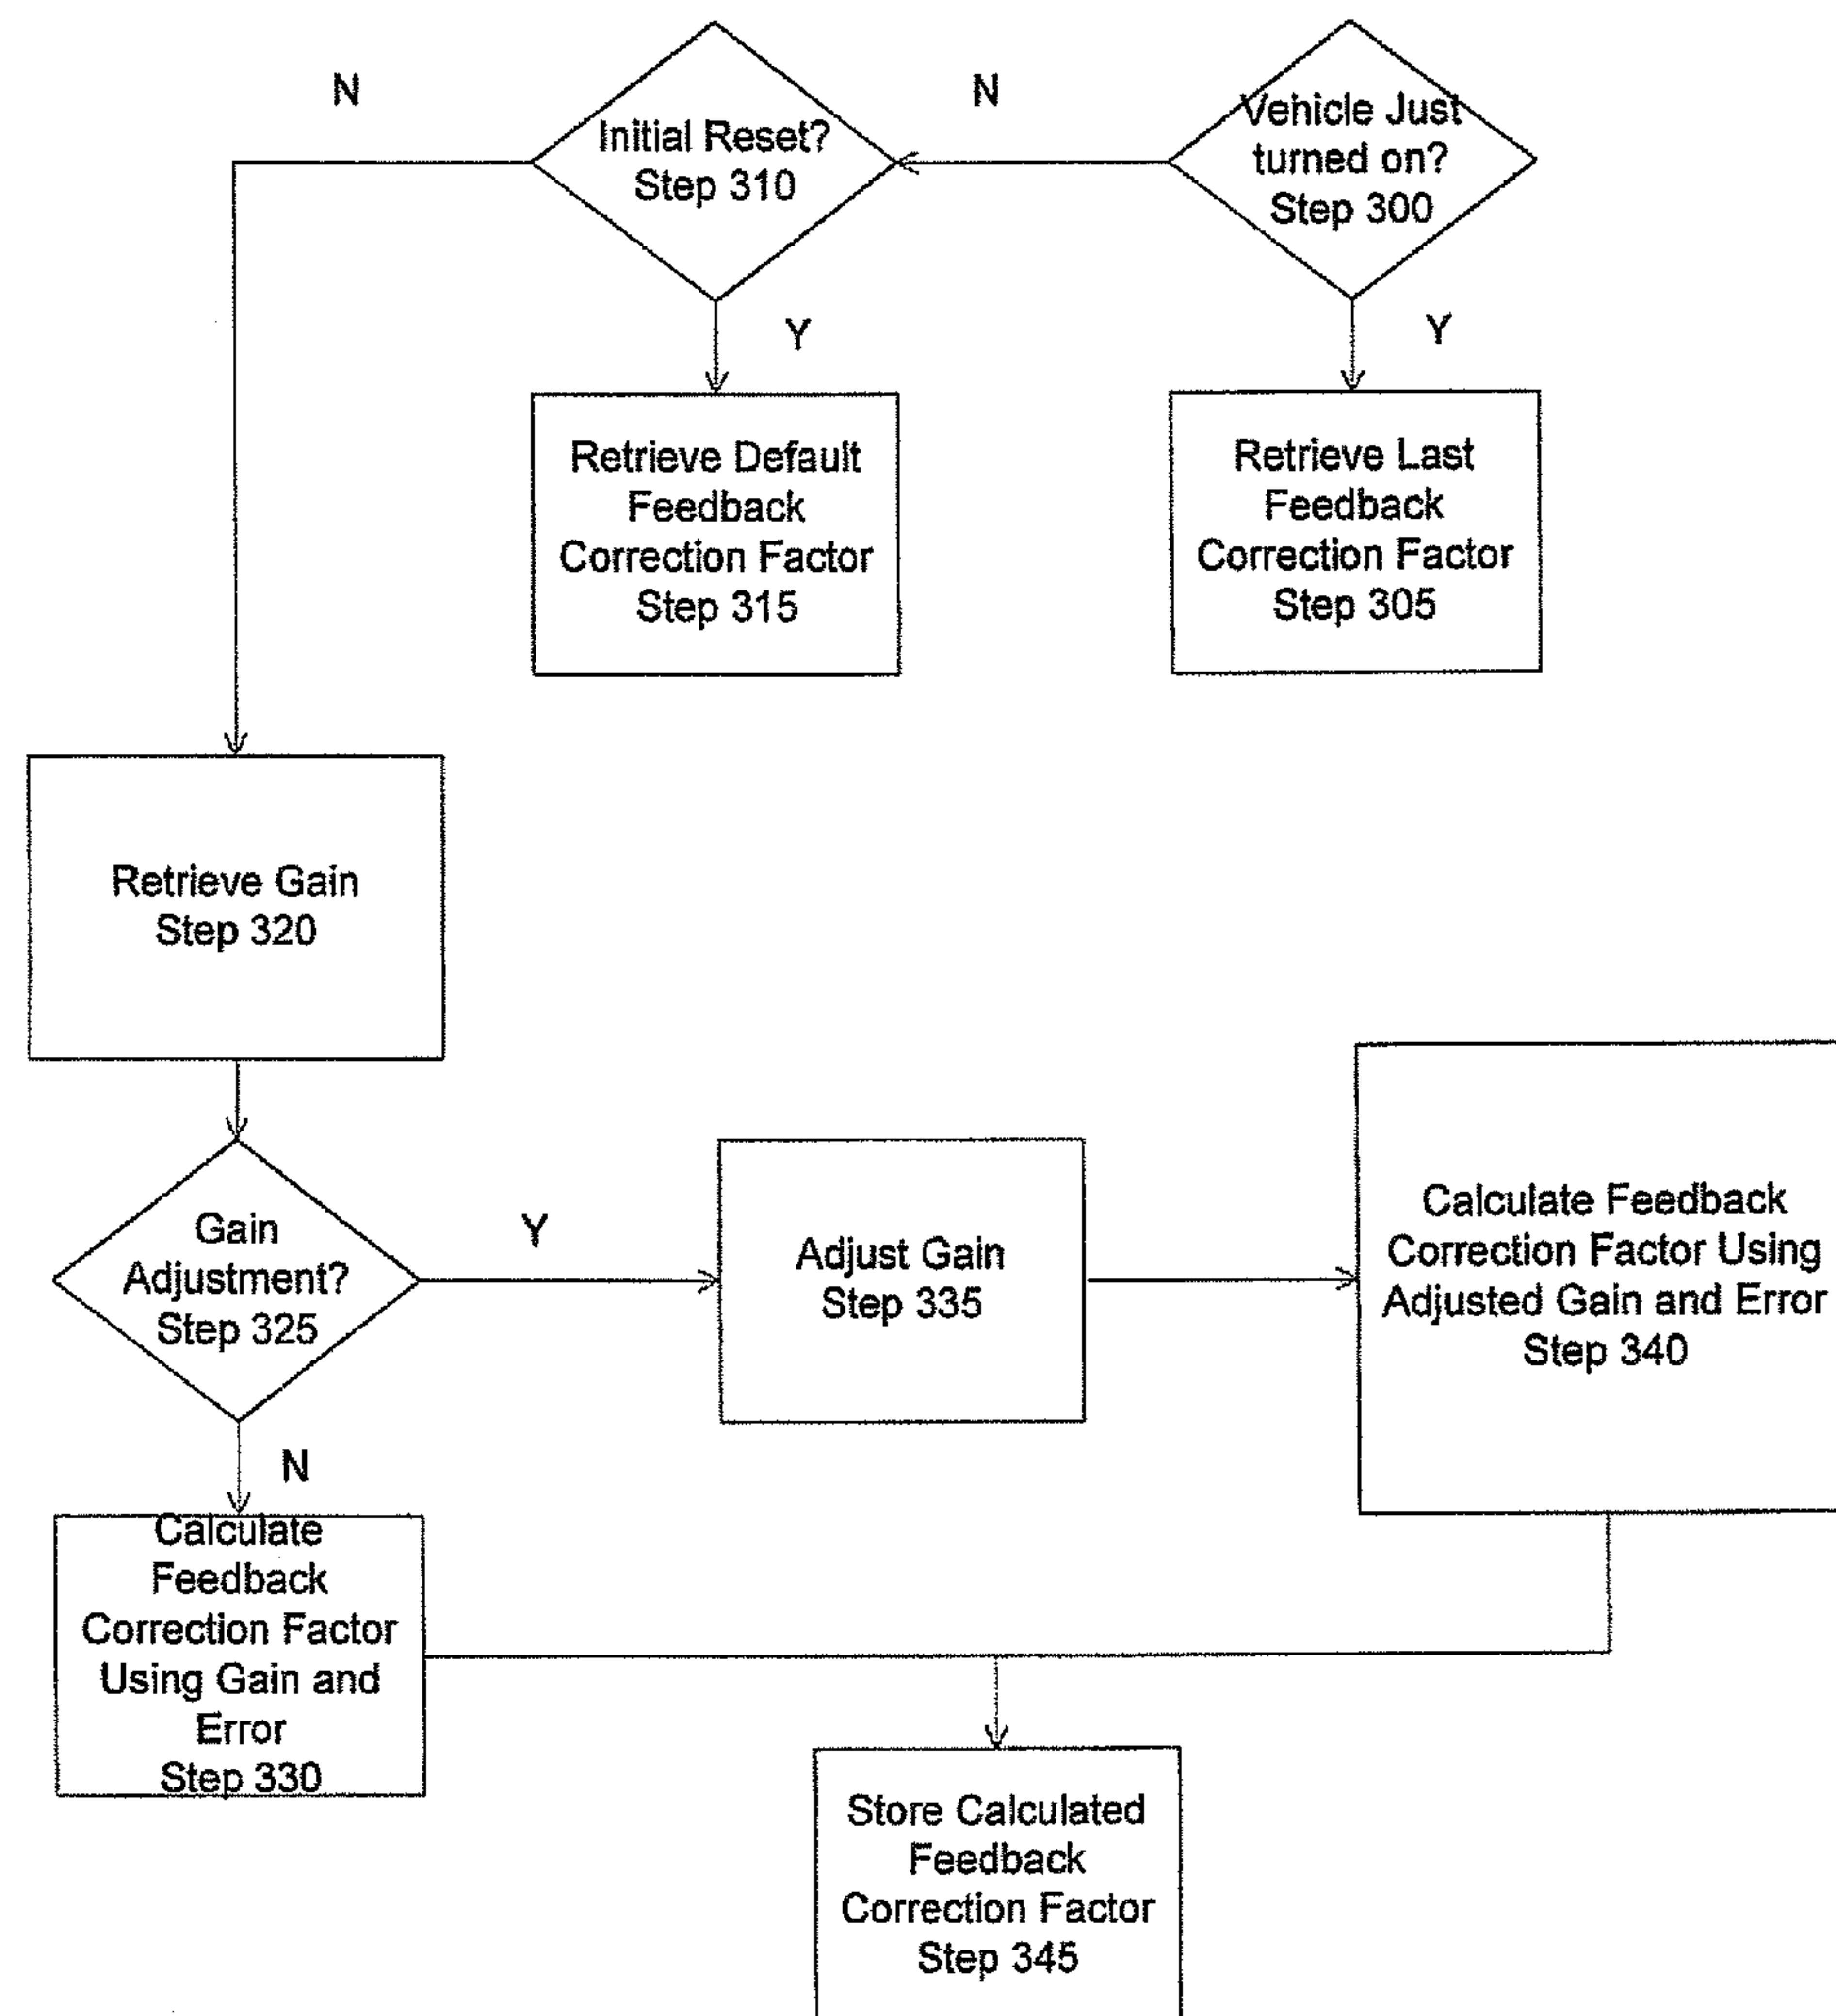 N
Initial Reset?
Step 310
N
Vehicle Just
turned on?
Step 300
Y
Y
Retrieve Default
Feedback
Correction Factor
Step 315
Retrieve Last
Feedback
Correction Factor
Step 305
Retrieve Gain
Step 320
Gain
Adjustment?
Step 325
Y
Adjust Gain
Step 335
Calculate Feedback
Correction Factor Using
Adjusted Gain and Error
Step 340
N
Calculate
Feedback
Correction Factor
Using Gain and
Error
Step 330
Store Calculated
Feedback
Correction Factor
Step 345